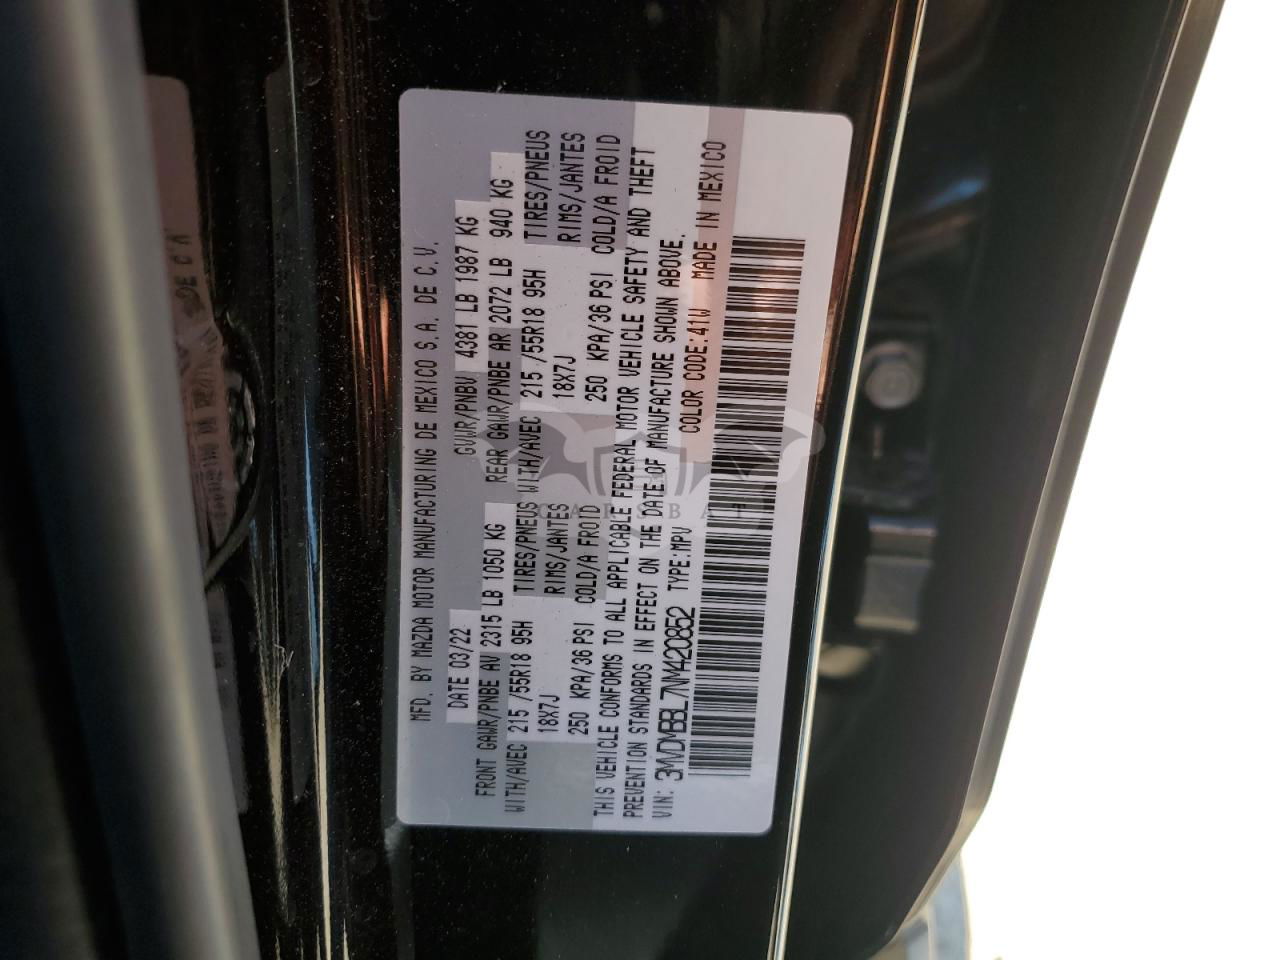 MFD. BY MAZDA MOTOR MANUFACTURING DE MEXICO S.A. DE C.V.
DATE 03/22 GVWR/PNBV 4381 LB 1987 KG
FRONT GAWR/PNBE AV 2315 LB 1050 KG REAR GAWR/PNBE AR 2072 LB 940 KG
WITH/AVEC 215 /55R18 95H TIRES/PNEUS WITH/AVEC 215 /55R18 95H TIRES/PNEUS
18X7J RIMS/JANTES 18X7J RIMS/JANTES
250 KPA/36 PSI COLD/A FROID 250 KPA/36 PSI COLD/A FROID
THIS VEHICLE CONFORMS TO ALL APPLICABLE FEDERAL MOTOR VEHICLE SAFETY AND THEFT
PREVENTION STANDARDS IN EFFECT ON THE DATE OF MANUFACTURE SHOWN ABOVE.
VIN: 3MVDMBBL7NM420852 TYPE:MPV COLOR CODE:41W MADE IN MEXICO
CARSBAT